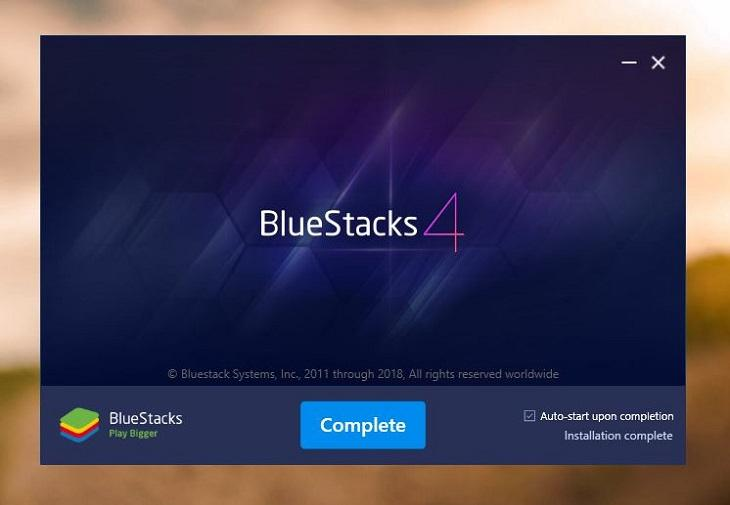 BlueStacks 4
© Bluestack Systems, Inc., 2011 through 2018, All rights reserved worldwide
BlueStacks
Play Bigger
Complete
Auto-start upon completion
Installation complete